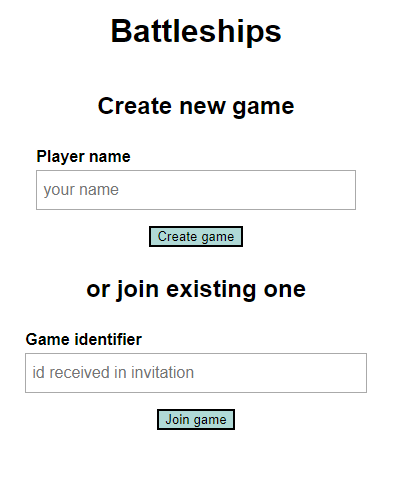 Battleships
Create new game
Player name
your name
Create game
or join existing one
Game identifier
id received in invitation
Join game